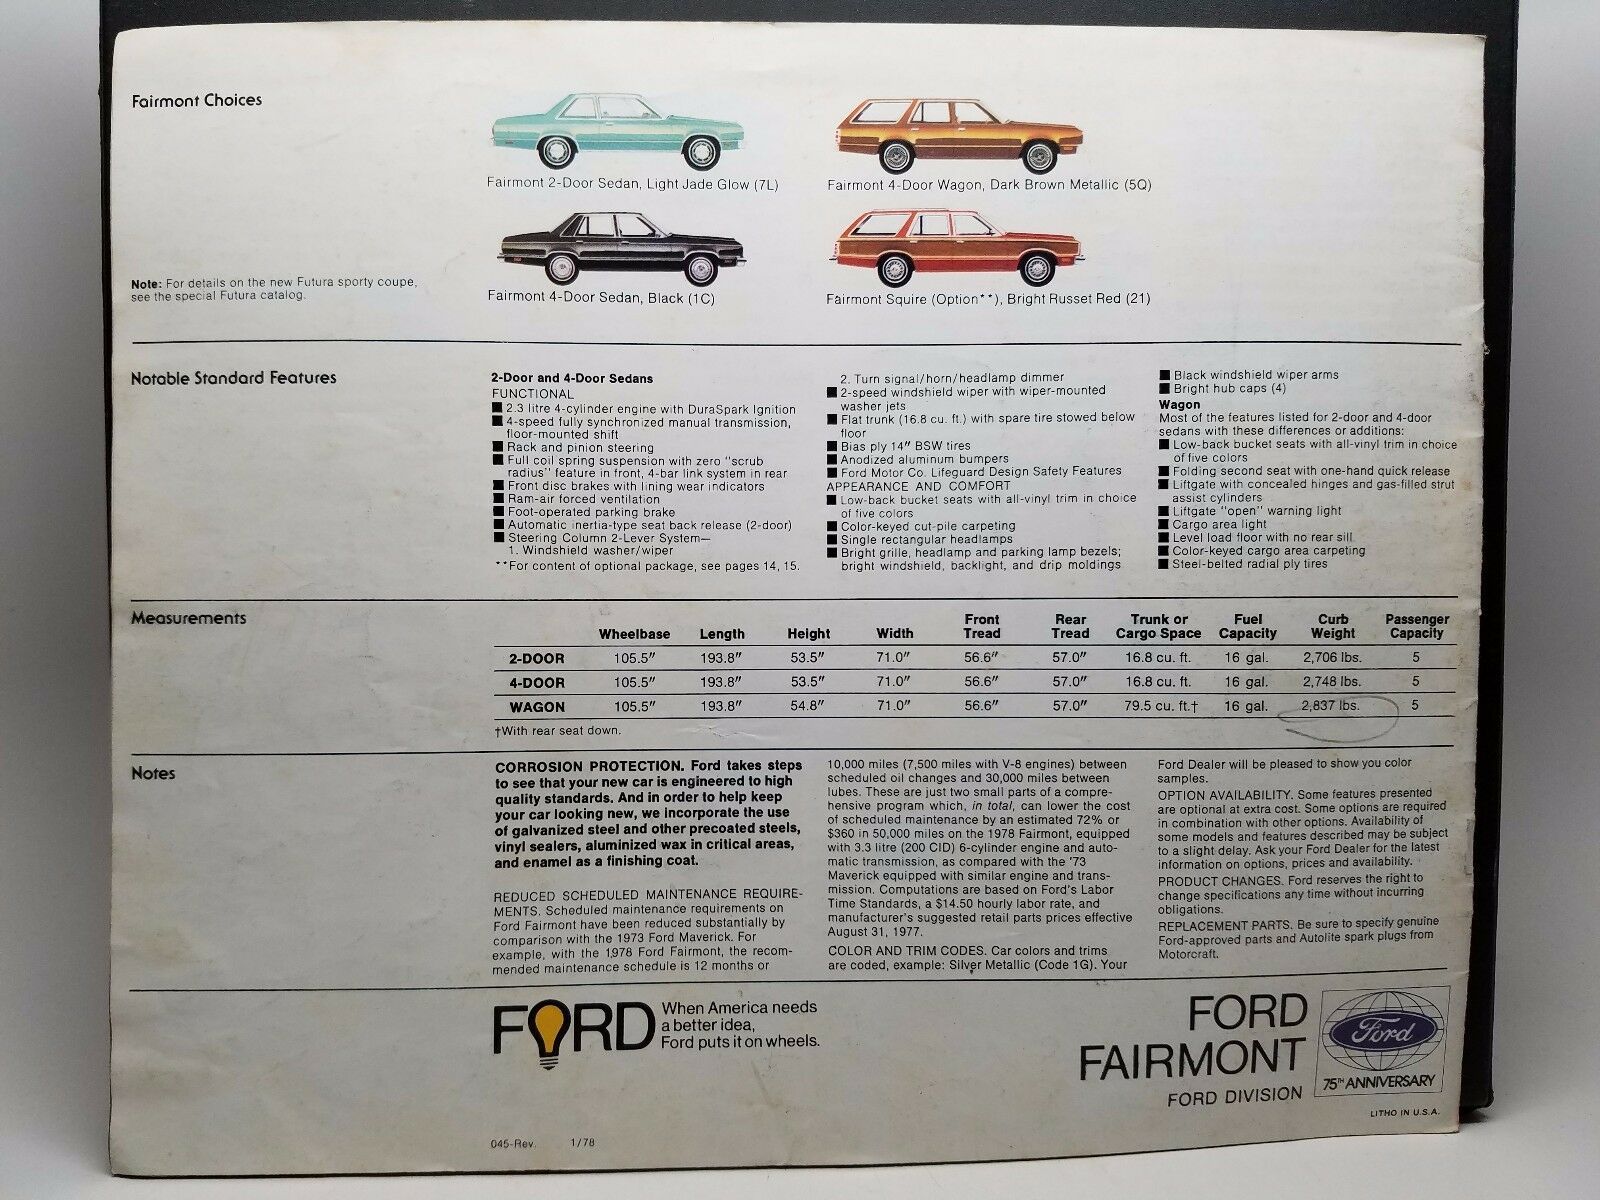 Fairmont Choices
Fairmont 2-Door Sedan, Light Jade Glow (7L)
Fairmont 4-Door Wagon, Dark Brown Metallic (5Q)
Fairmont 4-Door Sedan, Black (1C)
Fairmont Squire (Option**), Bright Russet Red (21)
Note: For details on the new Futura sporty coupe,
see the special Futura catalog.
Notable Standard Features
2-Door and 4-Door Sedans
FUNCTIONAL
■ 2.3 litre 4-cylinder engine with DuraSpark Ignition
■ 4-speed fully synchronized manual transmission,
floor-mounted shift
■ Rack and pinion steering
■ Full coil spring suspension with zero "scrub
radius" feature in front, 4-bar link system in rear
■ Front disc brakes with lining wear indicators
■ Ram-air forced ventilation
■ Foot-operated parking brake
■ Automatic inertia-type seat back release (2-door)
■ Steering Column 2-Lever System—
1. Windshield washer/wiper
**For content of optional package, see pages 14, 15.
2. Turn signal/horn/headlamp dimmer
■ 2-speed windshield wiper with wiper-mounted
washer jets
■ Flat trunk (16.8 cu. ft.) with spare tire stowed below
floor
■ Bias ply 14" BSW tires
■ Anodized aluminum bumpers
■ Ford Motor Co. Lifeguard Design Safety Features
APPEARANCE AND COMFORT
■ Low-back bucket seats with all-vinyl trim in choice
of five colors
■ Color-keyed cut-pile carpeting
■ Single rectangular headlamps
■ Bright grille, headlamp and parking lamp bezels;
bright windshield, backlight, and drip moldings
■ Black windshield wiper arms
■ Bright hub caps (4)
Wagon
Most of the features listed for 2-door and 4-door
sedans with these differences or additions:
■ Low-back bucket seats with all-vinyl trim in choice
of five colors
■ Folding second seat with one-hand quick release
■ Liftgate with concealed hinges and gas-filled strut
assist cylinders
■ Liftgate "open" warning light
■ Cargo area light
■ Level load floor with no rear sill
■ Color-keyed cargo area carpeting
■ Steel-belted radial ply tires
Measurements
Wheelbase Length Height Width Front Tread Rear Tread Trunk or Cargo Space Fuel Capacity Curb Weight Passenger Capacity
2-DOOR 105.5" 193.8" 53.5" 71.0" 56.6" 57.0" 16.8 cu. ft. 16 gal. 2,706 lbs. 5
4-DOOR 105.5" 193.8" 53.5" 71.0" 56.6" 57.0" 16.8 cu. ft. 16 gal. 2,748 lbs. 5
WAGON 105.5" 193.8" 54.8" 71.0" 56.6" 57.0" 79.5 cu. ft.† 16 gal. 2,837 lbs. 5
†With rear seat down.
Notes
CORROSION PROTECTION. Ford takes steps
to see that your new car is engineered to high
quality standards. And in order to help keep
your car looking new, we incorporate the use
of galvanized steel and other precoated steels,
vinyl sealers, aluminized wax in critical areas,
and enamel as a finishing coat.
REDUCED SCHEDULED MAINTENANCE REQUIRE-
MENTS. Scheduled maintenance requirements on
Ford Fairmont have been reduced substantially by
comparison with the 1973 Ford Maverick. For
example, with the 1978 Ford Fairmont, the recom-
mended maintenance schedule is 12 months or
10,000 miles (7,500 miles with V-8 engines) between
scheduled oil changes and 30,000 miles between
lubes. These are just two small parts of a compre-
hensive program which, in total, can lower the cost
of scheduled maintenance by an estimated 72% or
$360 in 50,000 miles on the 1978 Fairmont, equipped
with 3.3 litre (200 CID) 6-cylinder engine and auto-
matic transmission, as compared with the '73
Maverick equipped with similar engine and trans-
mission. Computations are based on Ford's Labor
Time Standards, a $14.50 hourly labor rate, and
manufacturer's suggested retail parts prices effective
August 31, 1977.
COLOR AND TRIM CODES. Car colors and trims
are coded, example: Silver Metallic (Code 1G). Your
Ford Dealer will be pleased to show you color
samples.
OPTION AVAILABILITY. Some features presented
are optional at extra cost. Some options are required
in combination with other options. Availability of
some models and features described may be subject
to a slight delay. Ask your Ford Dealer for the latest
information on options, prices and availability.
PRODUCT CHANGES. Ford reserves the right to
change specifications any time without incurring
obligations.
REPLACEMENT PARTS. Be sure to specify genuine
Ford-approved parts and Autolite spark plugs from
Motorcraft.
FORD
When America needs
a better idea,
Ford puts it on wheels.
FORD
FAIRMONT
FORD DIVISION
Ford
75TH ANNIVERSARY
LITHO IN U.S.A.
045-Rev. 1/78